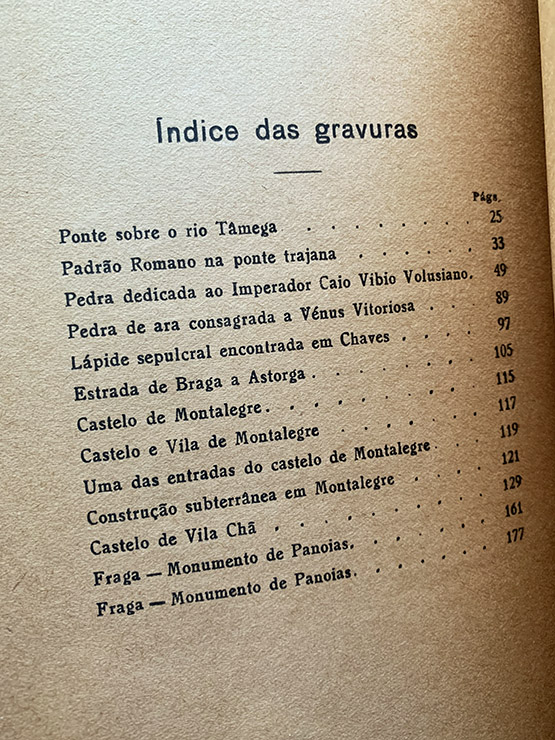 Índice das gravuras
Págs.
Ponte sobre o rio Tâmega . . . . . . . . 25
Padrão Romano na ponte trajana . . . . . 33
Pedra dedicada ao Imperador Caio Vibio Volusiano. 49
Pedra de ara consagrada a Vénus Vitoriosa . . . 89
Lápide sepulcral encontrada em Chaves . . . . 97
Estrada de Braga a Astorga . . . . . . . 105
Castelo de Montalegre. . . . . . . . . 115
Castelo e Vila de Montalegre . . . . . . . 117
Uma das entradas do castelo de Montalegre. . . . 119
Construção subterrânea em Montalegre . . . . 121
Castelo de Vila Chã . . . . . . . . . 129
Fraga — Monumento de Panoias. . . . . . 161
Fraga — Monumento de Panoias. . . . . . 177